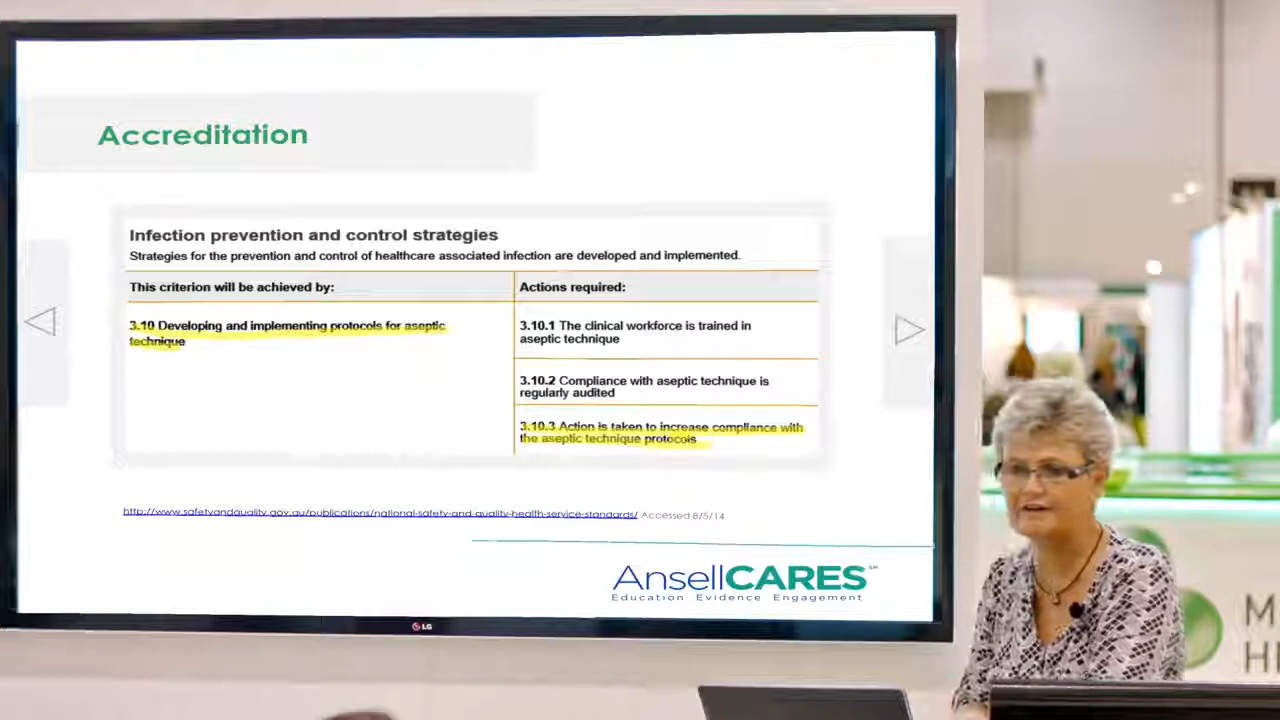 Accreditation
Infection prevention and control strategies
Strategies for the prevention and control of healthcare associated infection are developed and implemented.
This criterion will be achieved by:
Actions required:
3.10 Developing and implementing protocols for aseptic
technique
3.10.1 The clinical workforce is trained in
aseptic technique
3.10.2 Compliance with aseptic technique is
regularly audited
3.10.3 Action is taken to increase compliance with
the aseptic technique protocols
http://www.safetyandquality.gov.au/publications/national-safety-and-quality-health-service-standards/ Accessed 8/5/14
AnsellCARES℠
Education Evidence Engagement
LG
M
HE